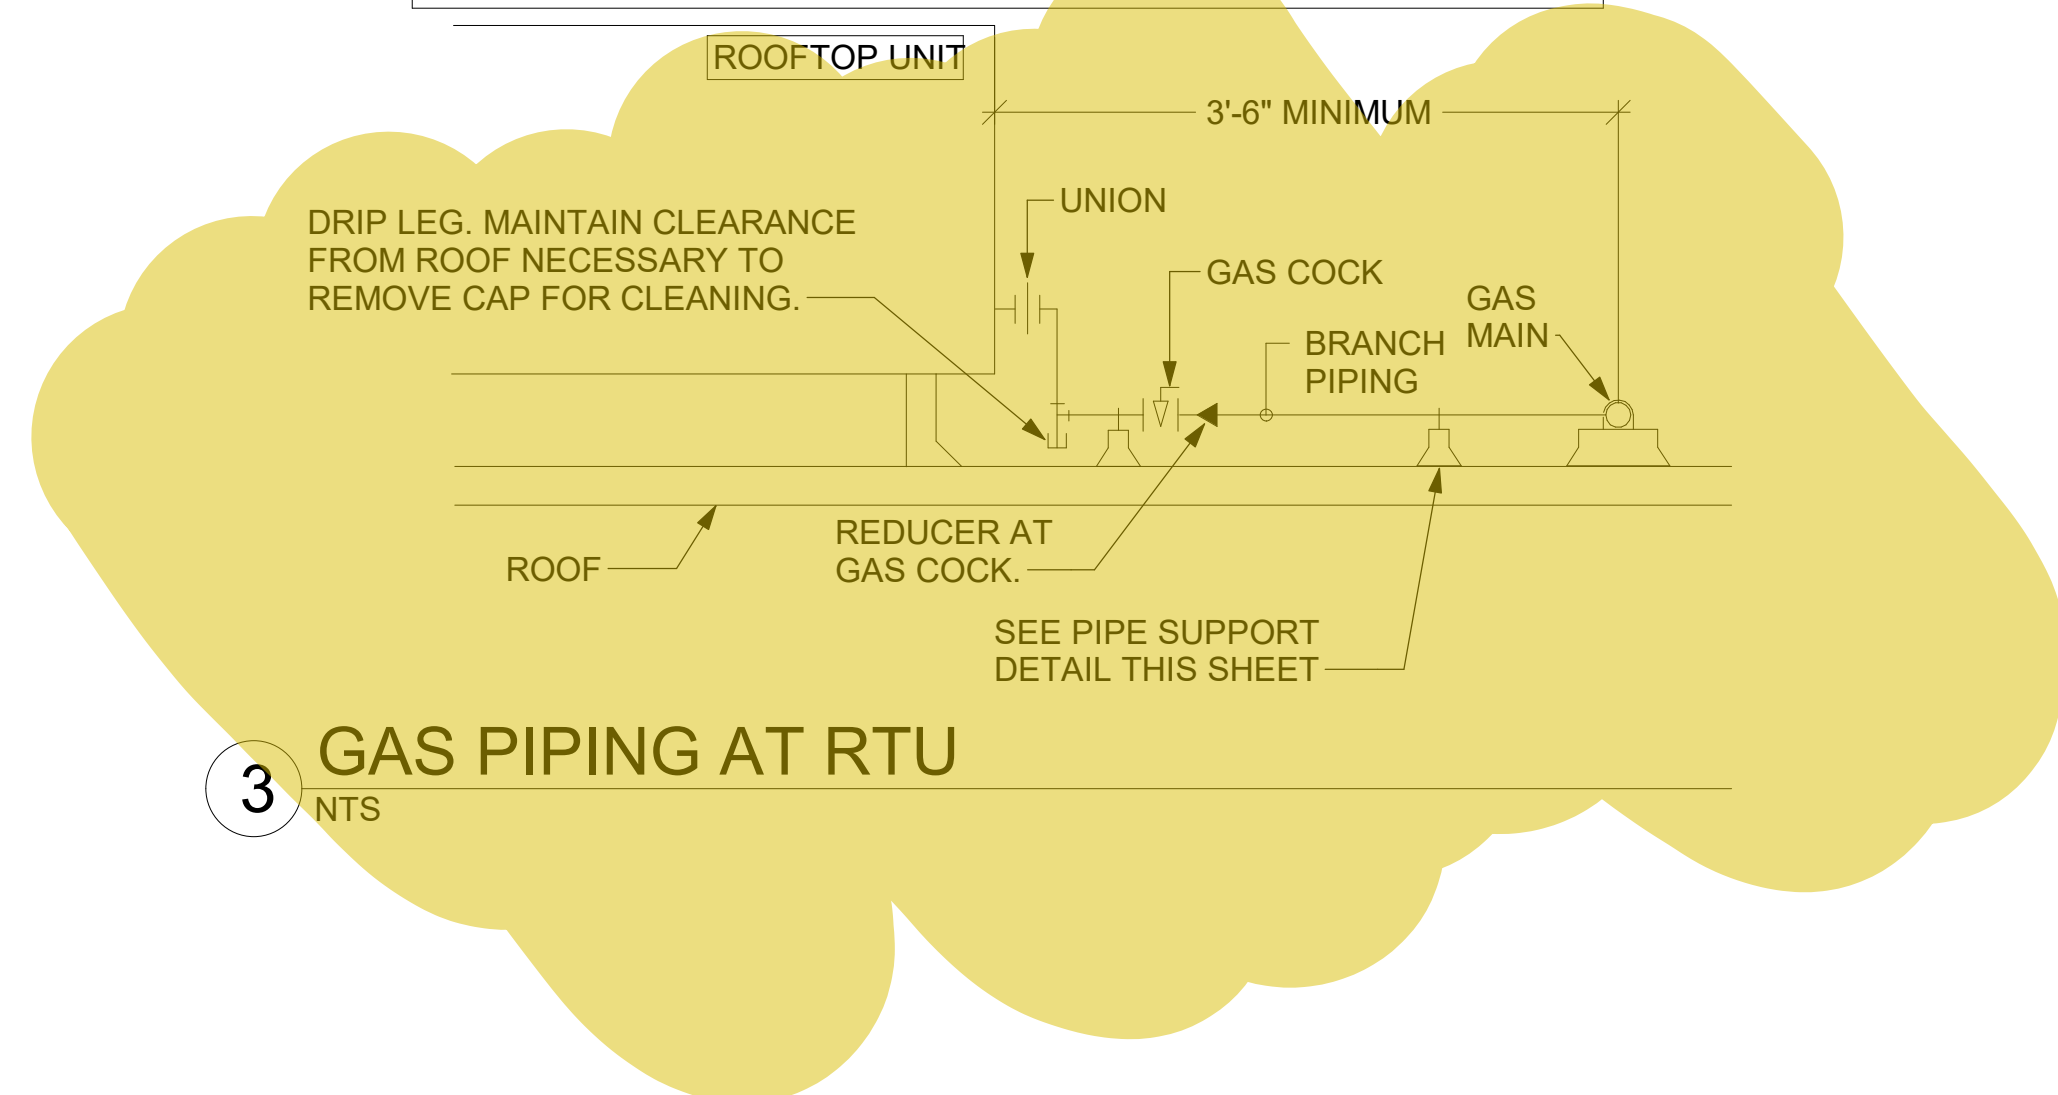 ROOFTOP UNIT
3'-6" MINIMUM
UNION
DRIP LEG. MAINTAIN CLEARANCE
FROM ROOF NECESSARY TO
REMOVE CAP FOR CLEANING.
GAS COCK
GAS
MAIN
BRANCH
PIPING
REDUCER AT
GAS COCK.
ROOF
SEE PIPE SUPPORT
DETAIL THIS SHEET
3
GAS PIPING AT RTU
NTS